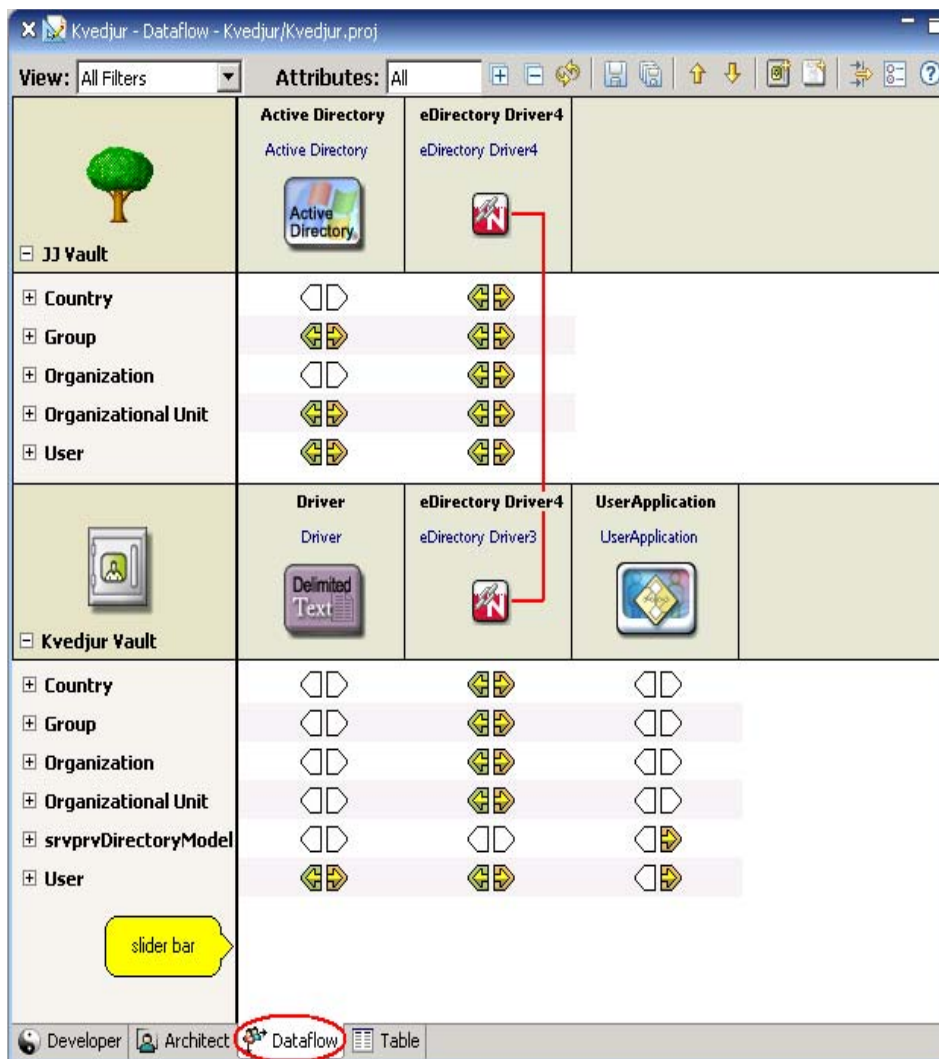 Kvedjur - Dataflow - Kvedjur/Kvedjur.proj
View: All Filters Attributes: All
Active Directory eDirectory Driver4
Active Directory eDirectory Driver4
Active Directory
N
JJ Vault
Country
Group
Organization
Organizational Unit
User
Driver eDirectory Driver4 UserApplication
Driver eDirectory Driver3 UserApplication
Delimited Text
N
Kvedjur Vault
Country
Group
Organization
Organizational Unit
srvprvDirectoryModel
User
slider bar
Developer Architect Dataflow Table